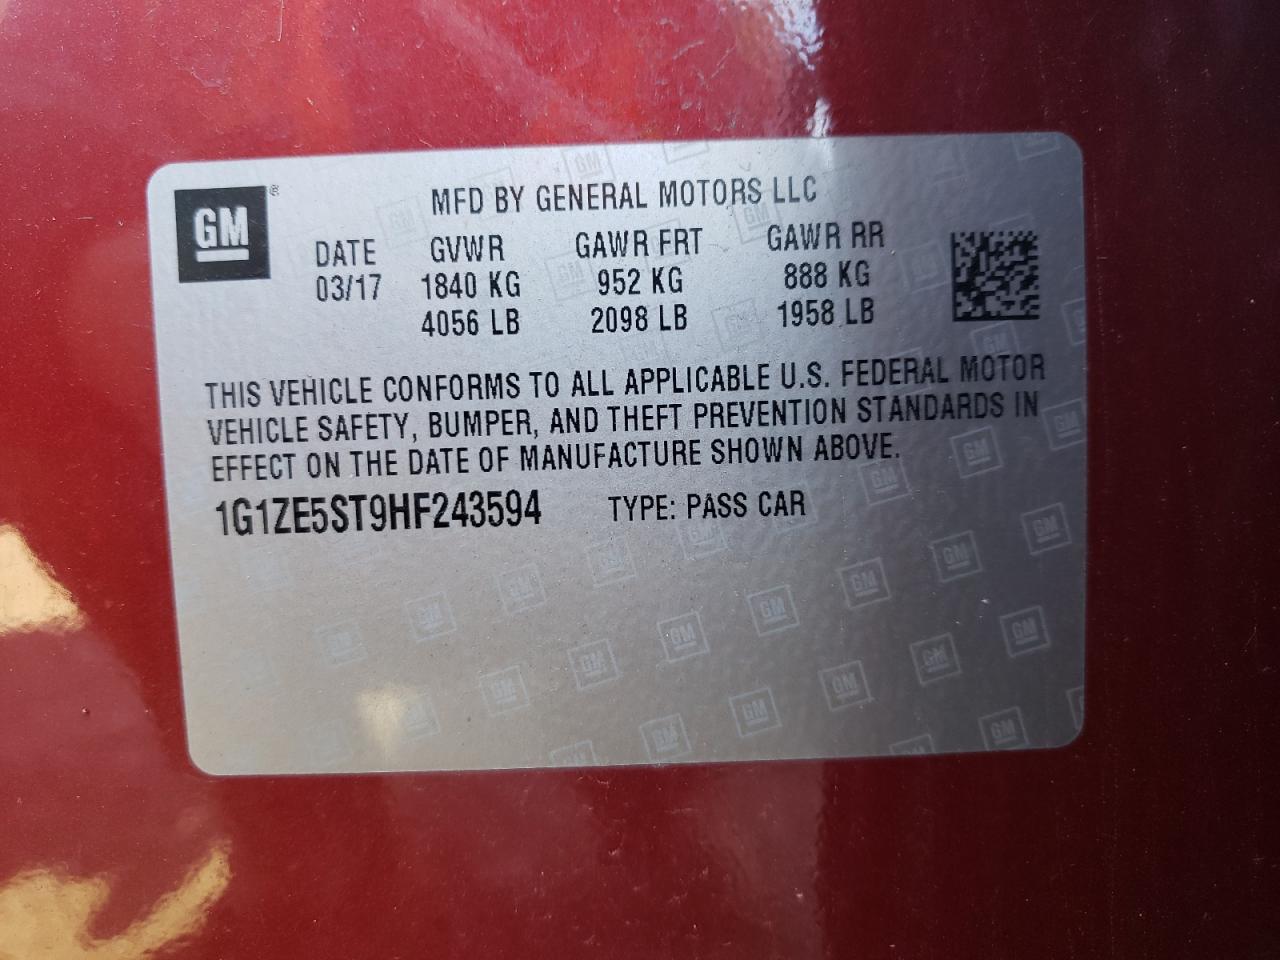 GM ®
MFD BY GENERAL MOTORS LLC
DATE GVWR GAWR FRT GAWR RR
03/17 1840 KG 952 KG 888 KG
4056 LB 2098 LB 1958 LB
THIS VEHICLE CONFORMS TO ALL APPLICABLE U.S. FEDERAL MOTOR
VEHICLE SAFETY, BUMPER, AND THEFT PREVENTION STANDARDS IN
EFFECT ON THE DATE OF MANUFACTURE SHOWN ABOVE.
1G1ZE5ST9HF243594 TYPE: PASS CAR